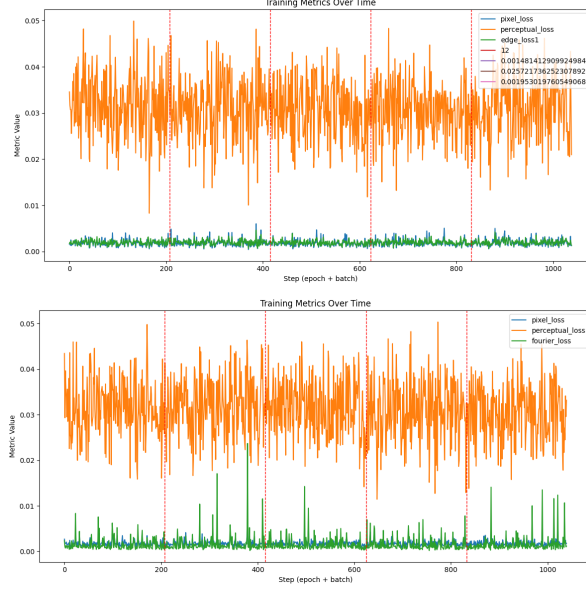 Training Metrics Over Time
pixel_loss
perceptual_loss
edge_loss1
12
0.001481412909924984
0.025721736252307892
0.001953019760549068
Metric Value
0.05
0.04
0.03
0.02
0.01
0.00
0
200
400
600
800
1000
Step (epoch + batch)
Training Metrics Over Time
pixel_loss
perceptual_loss
fourier_loss
Metric Value
0.05
0.04
0.03
0.02
0.01
0.00
0
200
400
600
800
1000
Step (epoch + batch)